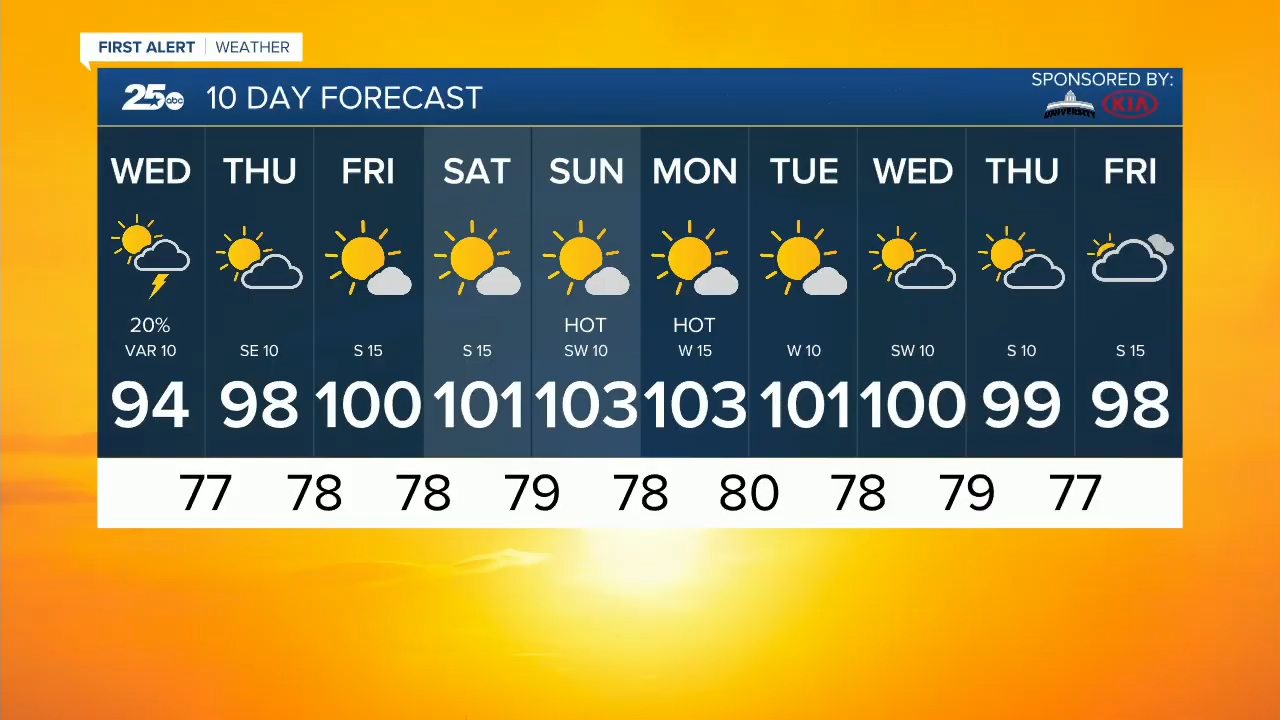 FIRST ALERT WEATHER
25 abc 10 DAY FORECAST
SPONSORED BY:
UNIVERSITY KIA
WED THU FRI SAT SUN MON TUE WED THU FRI
20% HOT HOT
VAR 10 SE 10 S 15 S 15 SW 10 W 15 W 10 SW 10 S 10 S 15
94 98 100 101 103 103 101 100 99 98
77 78 78 79 78 80 78 79 77